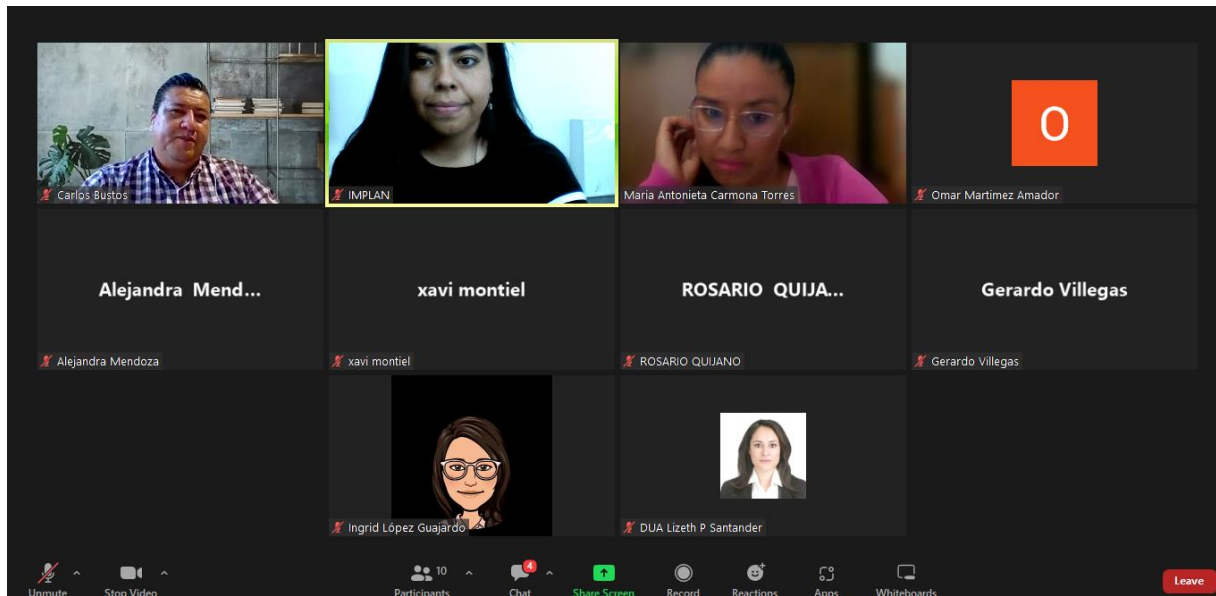 Carlos Bustos
IMPLAN
Maria Antonieta Carmona Torres
O
Omar Martimez Amador
Alejandra Mend...
Alejandra Mendoza
xavi montiel
xavi montiel
ROSARIO QUIJA...
ROSARIO QUIJANO
Gerardo Villegas
Gerardo Villegas
Ingrid López Guajardo
DUA Lizeth P Santander
Unmute
Stop Video
10
Participants
4
Chat
Share Screen
Record
Reactions
Apps
Whiteboards
Leave